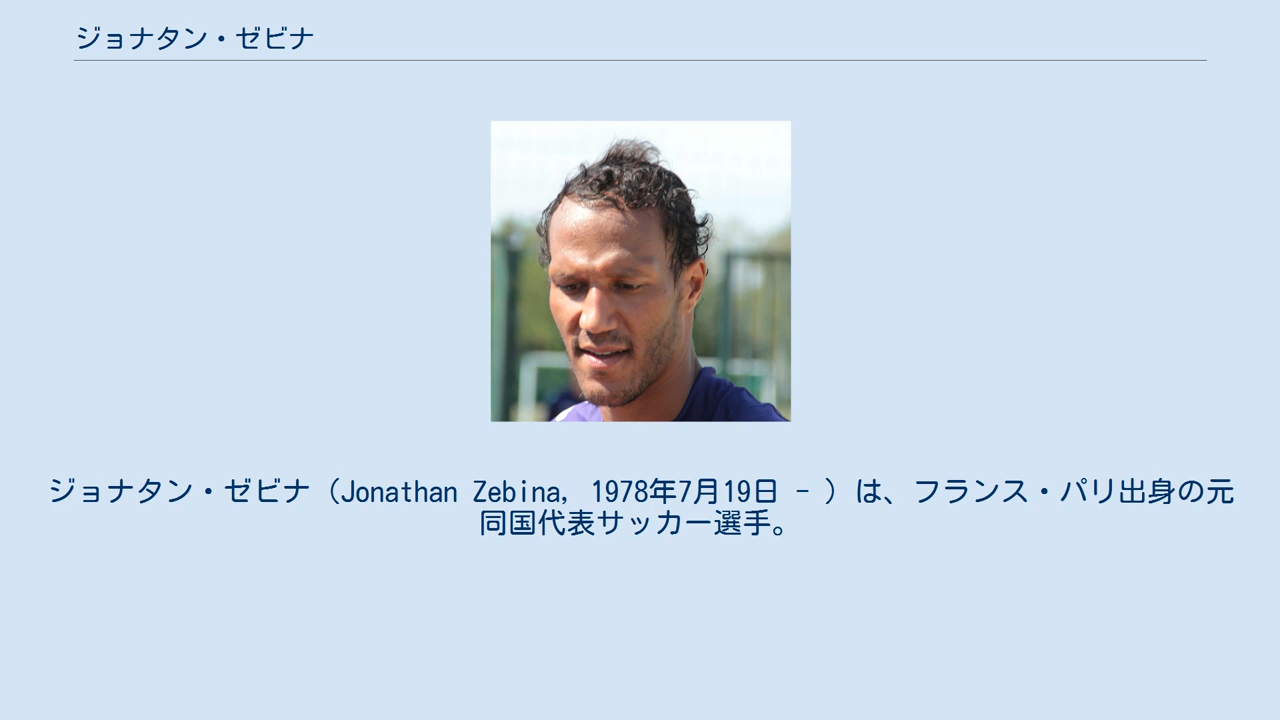 ジョナタン・ゼビナ
ジョナタン・ゼビナ（Jonathan Zebina, 1978年7月19日 - ）は、フランス・パリ出身の元
同国代表サッカー選手。